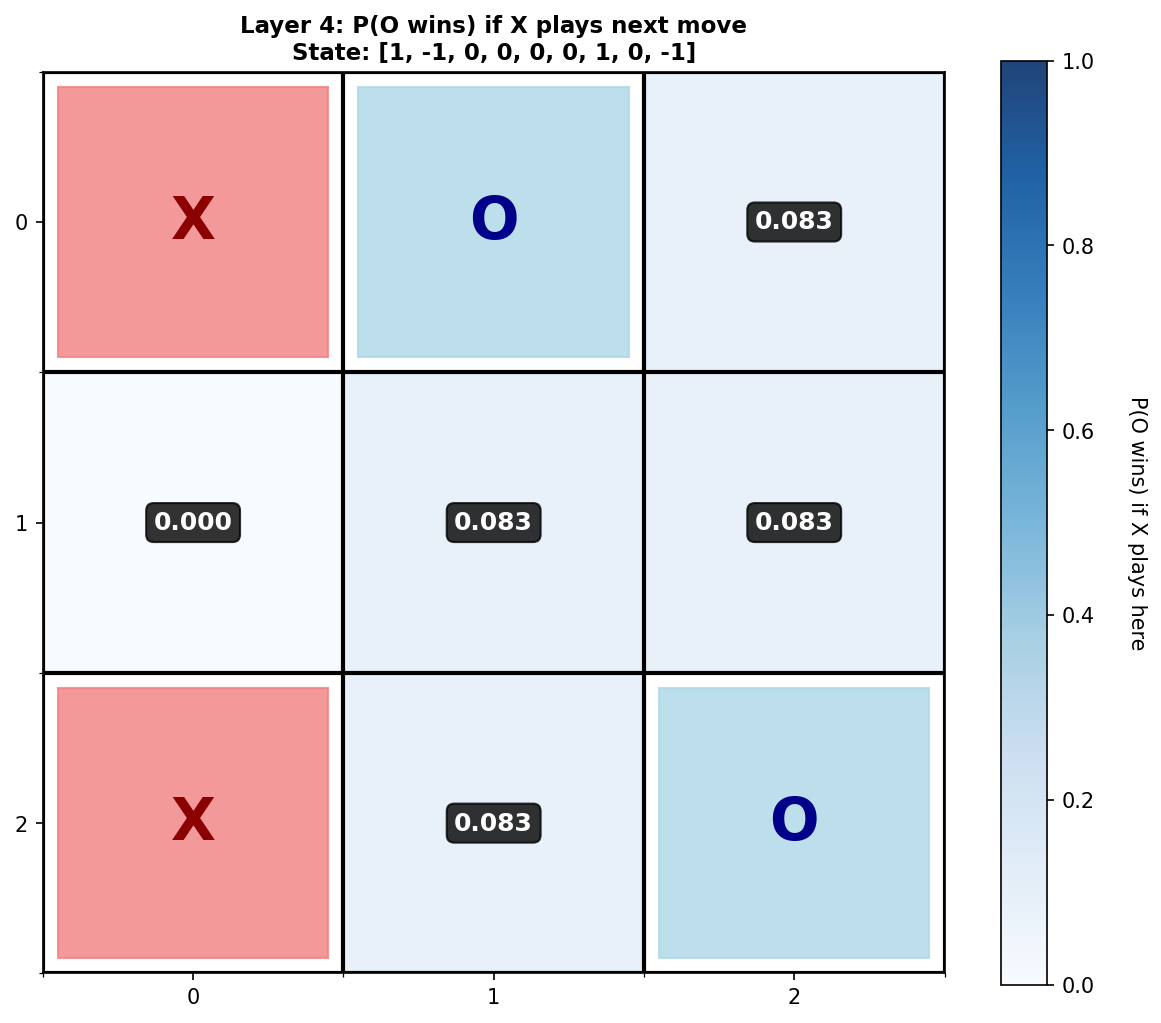 Layer 4: P(O wins) if X plays next move
State: [1, -1, 0, 0, 0, 0, 1, 0, -1]
X
O
0.083
0.000
0.083
0.083
X
0.083
O
0
1
2
0
1
2
1.0
0.8
0.6
0.4
0.2
0.0
P(O wins) if X plays here